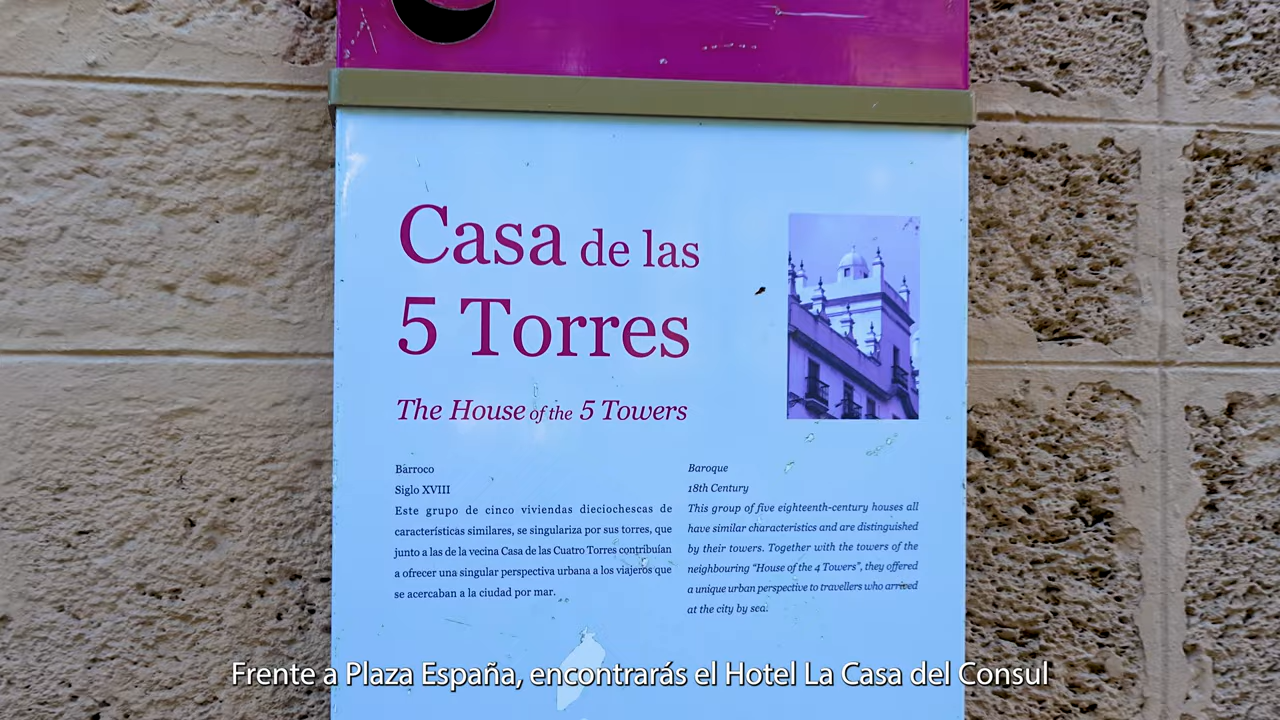 Casa de las
5 Torres
The House of the 5 Towers
Barroco
Siglo XVIII
Este grupo de cinco viviendas dieciochescas de
características similares, se singulariza por sus torres, que
junto a las de la vecina Casa de las Cuatro Torres contribuían
a ofrecer una singular perspectiva urbana a los viajeros que
se acercaban a la ciudad por mar.
Baroque
18th Century
This group of five eighteenth-century houses all
have similar characteristics and are distinguished
by their towers. Together with the towers of the
neighbouring "House of the 4 Towers", they offered
a unique urban perspective to travellers who arrived
at the city by sea.
Frente a Plaza España, encontrarás el Hotel La Casa del Consul